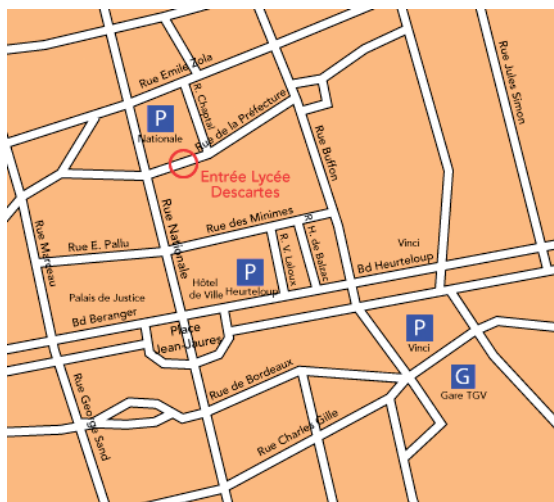 Rue Emile Zola
Rue Jules Simon
R. Chaptal
P
Nationale
Rue de la Préfecture
Rue Buffon
Entrée Lycée
Descartes
Rue Marceau
Rue Nationale
Rue des Minimes
R. H. de Balzac
R. V. Laloux
Rue E. Pallu
Vinci
Bd Heurteloup
P
Heurteloup
Hôtel
de Ville
Palais de Justice
Bd Beranger
Place
Jean-Jaures
P
Vinci
G
Gare TGV
Rue de Bordeaux
Rue George Sand
Rue Charles Gille